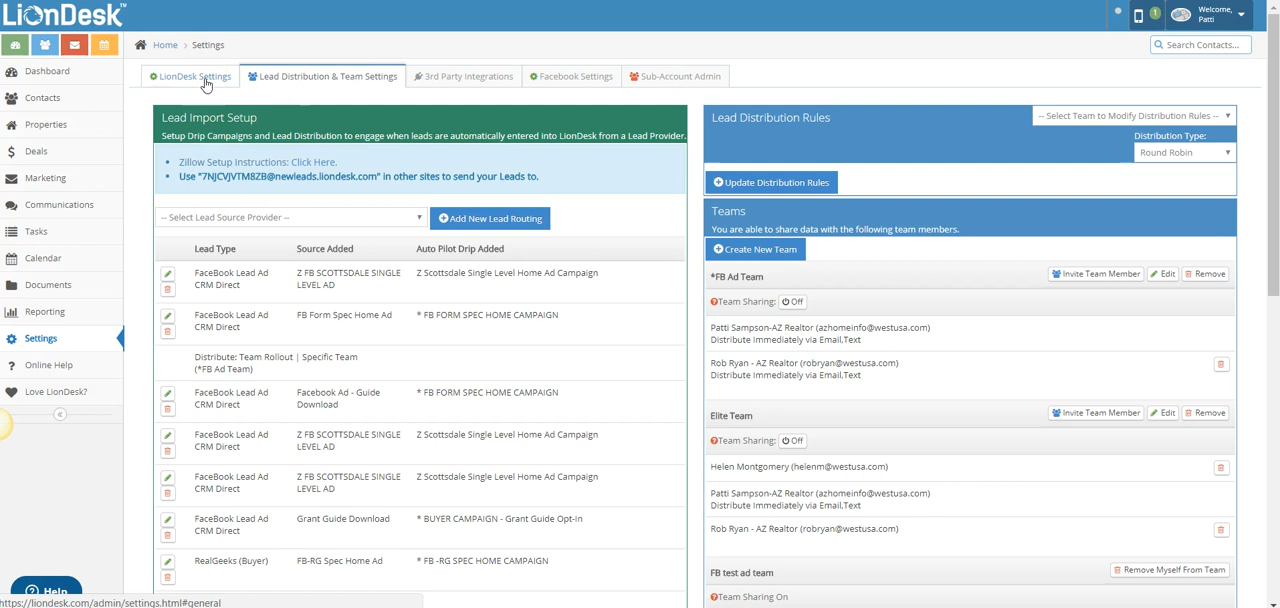 LionDesk™
1
Welcome,
Patti
Home > Settings
Search Contacts...
Dashboard
Contacts
Properties
Deals
Marketing
Communications
Tasks
Calendar
Documents
Reporting
Settings
Online Help
Love LionDesk?
Help
LionDesk Settings
Lead Distribution & Team Settings
3rd Party Integrations
Facebook Settings
Sub-Account Admin
Lead Import Setup
Setup Drip Campaigns and Lead Distribution to engage when leads are automatically entered into LionDesk from a Lead Provider.
• Zillow Setup Instructions: Click Here.
• Use "7NJCVJVTM8ZB@newleads.liondesk.com" in other sites to send your Leads to.
-- Select Lead Source Provider --
Add New Lead Routing
Lead Type Source Added Auto Pilot Drip Added
FaceBook Lead Ad Z FB SCOTTSDALE SINGLE Z Scottsdale Single Level Home Ad Campaign
CRM Direct LEVEL AD
FaceBook Lead Ad FB Form Spec Home Ad * FB FORM SPEC HOME CAMPAIGN
CRM Direct
Distribute: Team Rollout | Specific Team
(*FB Ad Team)
FaceBook Lead Ad Facebook Ad - Guide * FB FORM SPEC HOME CAMPAIGN
CRM Direct Download
FaceBook Lead Ad Z FB SCOTTSDALE SINGLE Z Scottsdale Single Level Home Ad Campaign
CRM Direct LEVEL AD
FaceBook Lead Ad Z FB SCOTTSDALE SINGLE Z Scottsdale Single Level Home Ad Campaign
CRM Direct LEVEL AD
FaceBook Lead Ad Grant Guide Download * BUYER CAMPAIGN - Grant Guide Opt-In
CRM Direct
RealGeeks (Buyer) FB-RG Spec Home Ad * FB -RG SPEC HOME CAMPAIGN
Lead Distribution Rules
-- Select Team to Modify Distribution Rules --
Distribution Type:
Round Robin
Update Distribution Rules
Teams
You are able to share data with the following team members.
Create New Team
*FB Ad Team Invite Team Member Edit Remove
Team Sharing: Off
Patti Sampson-AZ Realtor (azhomeinfo@westusa.com)
Distribute Immediately via Email,Text
Rob Ryan - AZ Realtor (robryan@westusa.com)
Distribute Immediately via Email,Text
Elite Team Invite Team Member Edit Remove
Team Sharing: Off
Helen Montgomery (helenm@westusa.com)
Patti Sampson-AZ Realtor (azhomeinfo@westusa.com)
Distribute Immediately via Email,Text
Rob Ryan - AZ Realtor (robryan@westusa.com)
FB test ad team Remove Myself From Team
Team Sharing On
https://liondesk.com/admin/settings.html#general